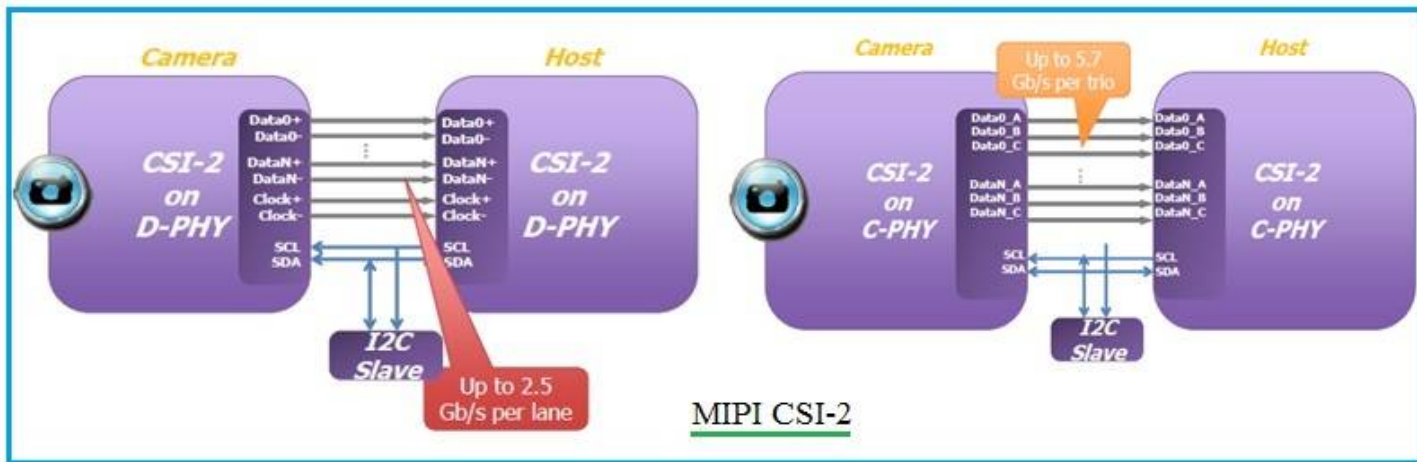 Camera
Host
Data0+
Data0-
DataN+
DataN-
Clock+
Clock-
SCL
SDA
Data0+
Data0-
DataN+
DataN-
Clock+
Clock-
SCL
SDA
CSI-2
on
D-PHY
CSI-2
on
D-PHY
I2C
Slave
Up to 2.5
Gb/s per lane
Camera
Host
Up to 5.7
Gb/s per trio
Data0_A
Data0_B
Data0_C
DataN_A
DataN_B
DataN_C
SCL
SDA
Data0_A
Data0_B
Data0_C
DataN_A
DataN_B
DataN_C
SCL
SDA
CSI-2
on
C-PHY
CSI-2
on
C-PHY
I2C
Slave
MIPI CSI-2